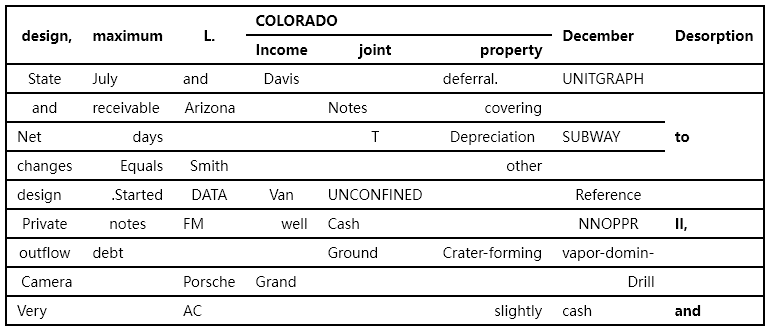 design, maximum L. COLORADO December Desorption
Income joint property
State July and Davis deferral. UNITGRAPH
and receivable Arizona Notes covering
Net days T Depreciation SUBWAY to
changes Equals Smith other
design .Started DATA Van UNCONFINED Reference
Private notes FM well Cash NNOPPR II,
outflow debt Ground Crater-forming vapor-domin-
Camera Porsche Grand Drill
Very AC slightly cash and